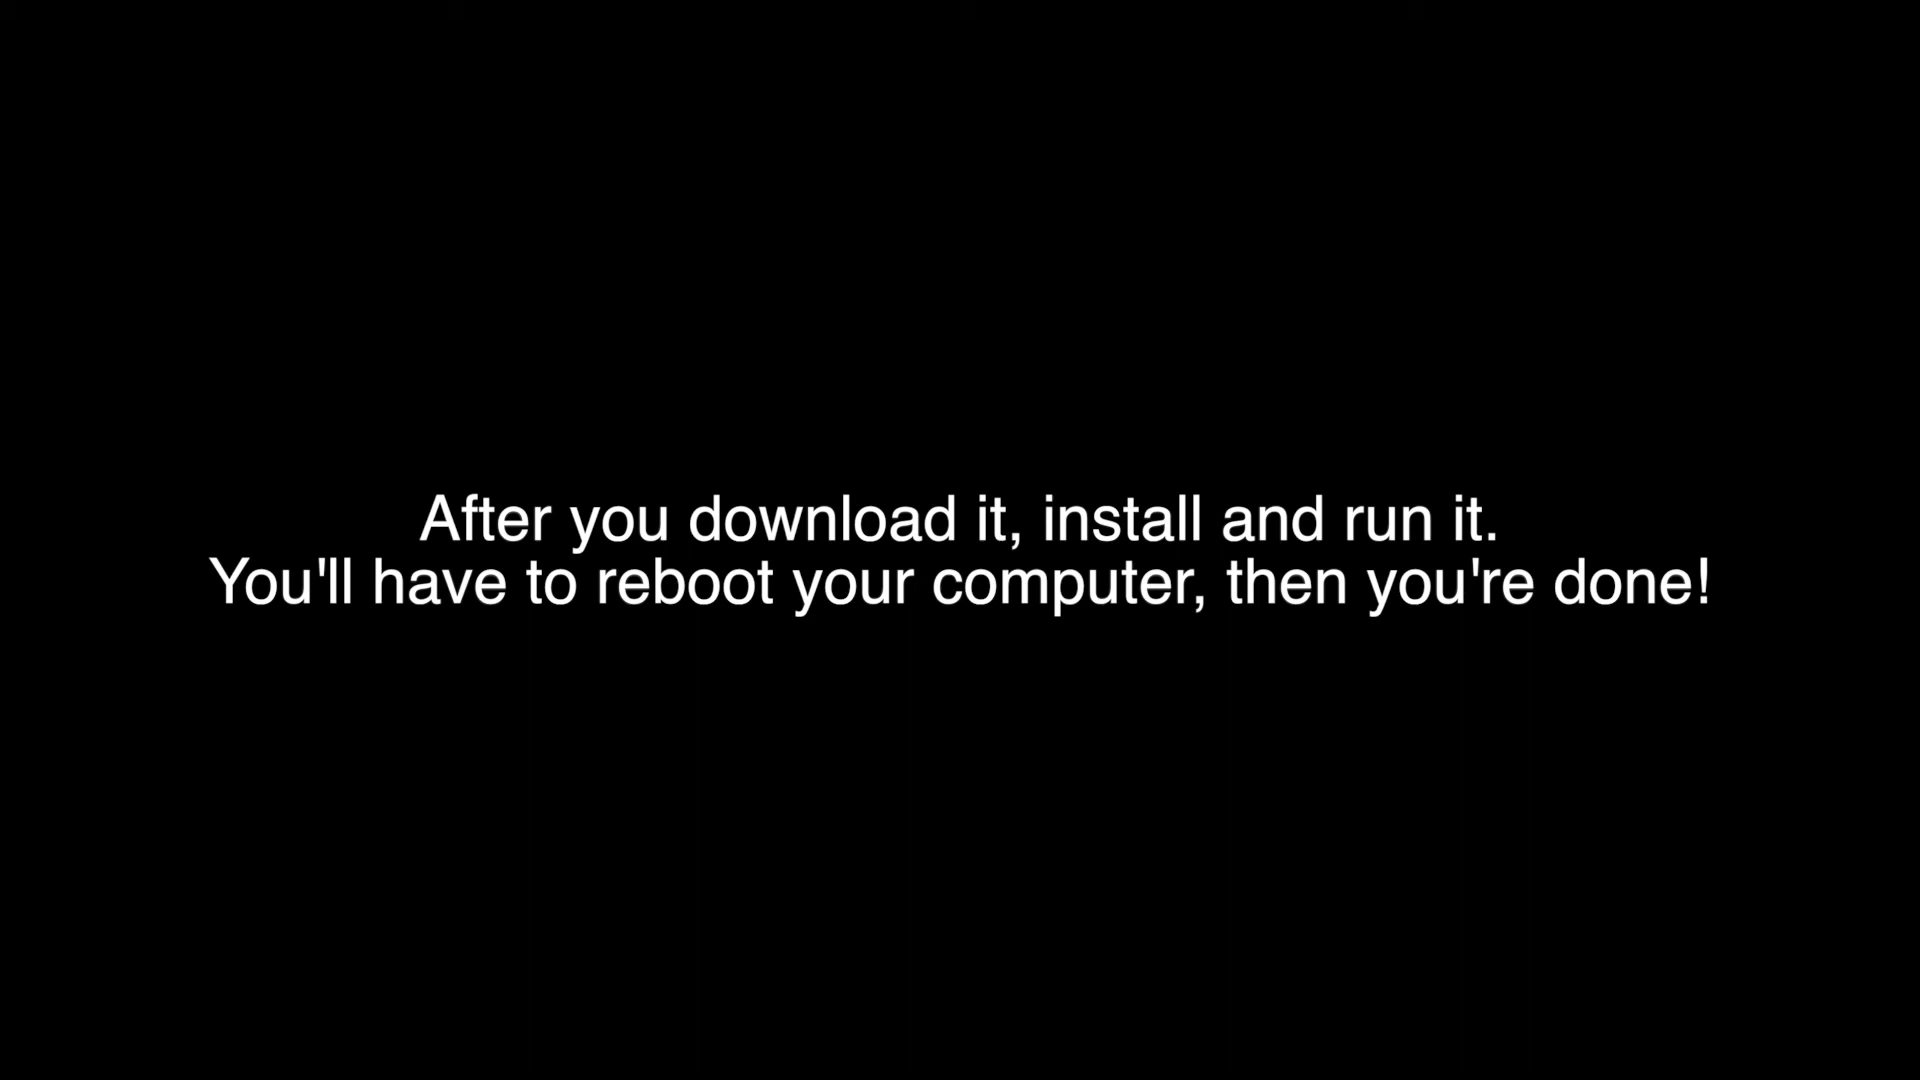 After you download it, install and run it.
You'll have to reboot your computer, then you're done!